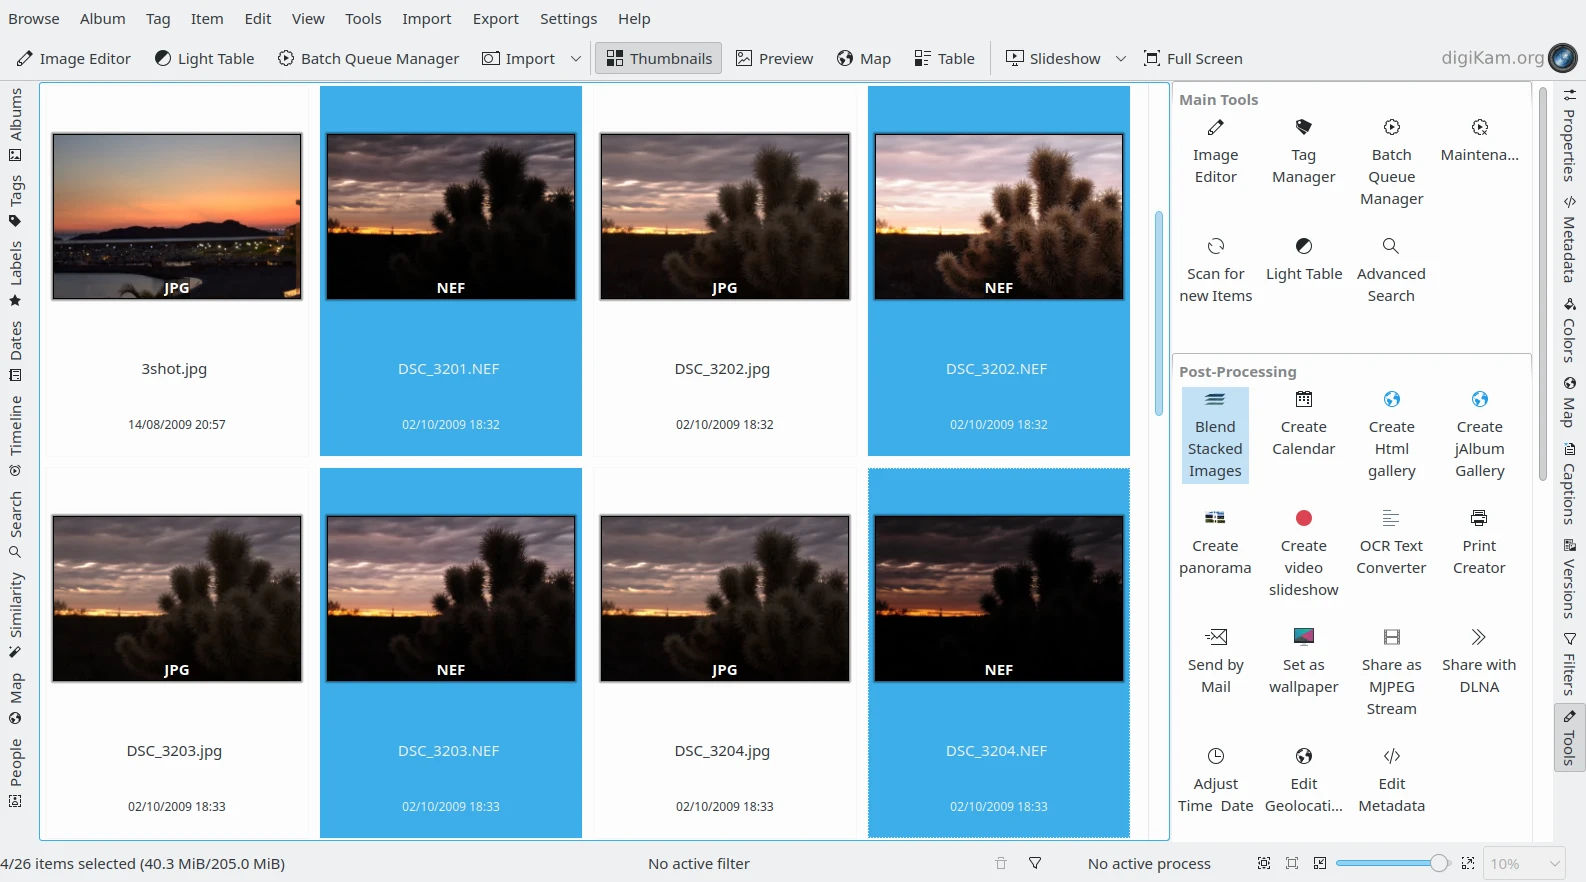 Browse Album Tag Item Edit View Tools Import Export Settings Help
Image Editor Light Table Batch Queue Manager Import Thumbnails Preview Map Table Slideshow Full Screen digiKam.org
Albums
Tags
Labels
Dates
Timeline
Search
Similarity
Map
People
JPG
NEF
JPG
NEF
3shot.jpg
DSC_3201.NEF
DSC_3202.jpg
DSC_3202.NEF
14/08/2009 20:57
02/10/2009 18:32
02/10/2009 18:32
02/10/2009 18:32
JPG
NEF
JPG
NEF
DSC_3203.jpg
DSC_3203.NEF
DSC_3204.jpg
DSC_3204.NEF
02/10/2009 18:33
02/10/2009 18:33
02/10/2009 18:33
02/10/2009 18:33
Main Tools
Image
Editor
Tag
Manager
Batch
Queue
Manager
Maintena...
Scan for
new Items
Light Table
Advanced
Search
Post-Processing
Blend
Stacked
Images
Create
Calendar
Create
Html
gallery
Create
jAlbum
Gallery
Create
panorama
Create
video
slideshow
OCR Text
Converter
Print
Creator
Send by
Mail
Set as
wallpaper
Share as
MJPEG
Stream
Share with
DLNA
Adjust
Time Date
Edit
Geolocati...
Edit
Metadata
Properties
Metadata
Colors
Map
Captions
Versions
Filters
Tools
4/26 items selected (40.3 MiB/205.0 MiB)
No active filter
No active process
10%